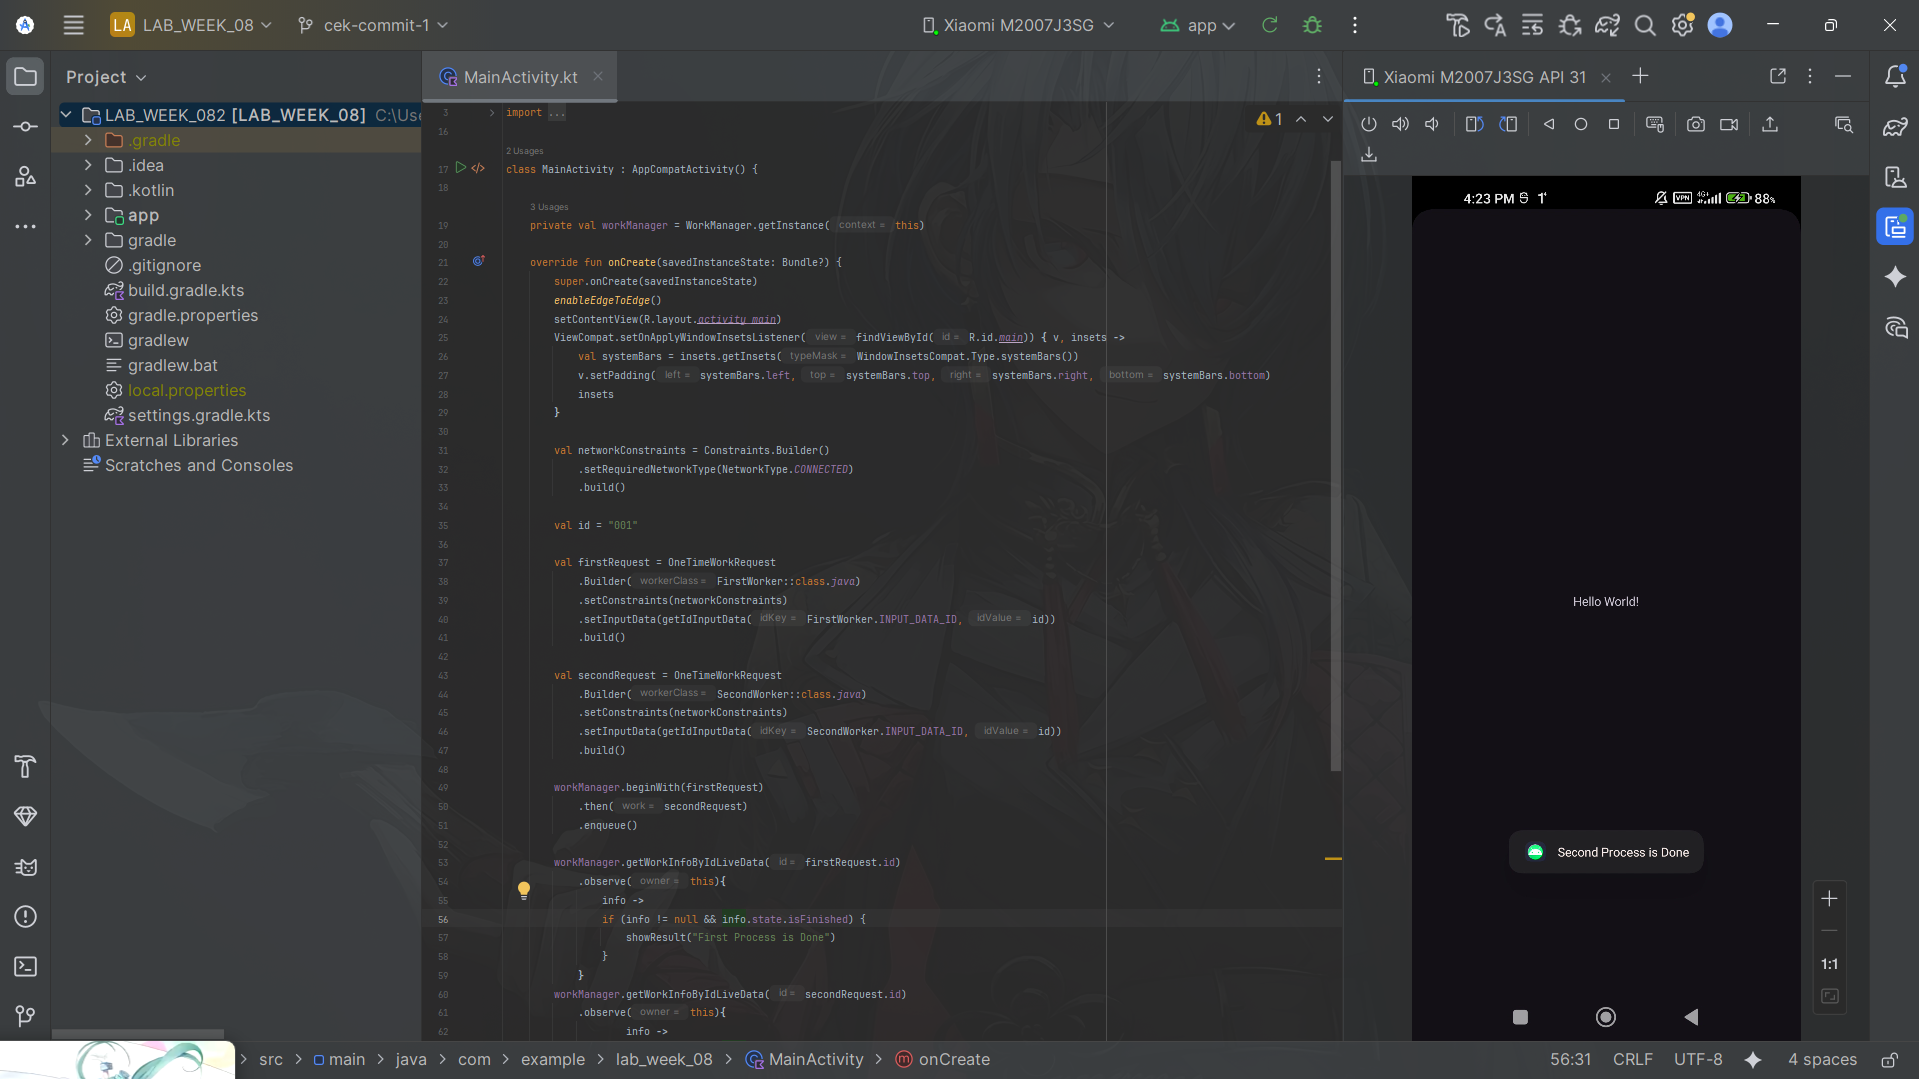 LA LAB_WEEK_08 cek-commit-1 Xiaomi M2007J3SG app
Project
LAB_WEEK_082 [LAB_WEEK_08] C:\Use
.gradle
.idea
.kotlin
app
gradle
.gitignore
build.gradle.kts
gradle.properties
gradlew
gradlew.bat
local.properties
settings.gradle.kts
External Libraries
Scratches and Consoles
MainActivity.kt
1
3 import ...
16
2 Usages
17 class MainActivity : AppCompatActivity() {
18
3 Usages
19 private val workManager = WorkManager.getInstance( context = this)
20
21 override fun onCreate(savedInstanceState: Bundle?) {
22 super.onCreate(savedInstanceState)
23 enableEdgeToEdge()
24 setContentView(R.layout.activity_main)
25 ViewCompat.setOnApplyWindowInsetsListener( view = findViewById( id = R.id.main)) { v, insets ->
26 val systemBars = insets.getInsets( typeMask = WindowInsetsCompat.Type.systemBars())
27 v.setPadding( left = systemBars.left, top = systemBars.top, right = systemBars.right, bottom = systemBars.bottom)
28 insets
29 }
30
31 val networkConstraints = Constraints.Builder()
32 .setRequiredNetworkType(NetworkType.CONNECTED)
33 .build()
34
35 val id = "001"
36
37 val firstRequest = OneTimeWorkRequest
38 .Builder( workerClass = FirstWorker::class.java)
39 .setConstraints(networkConstraints)
40 .setInputData(getIdInputData( idKey = FirstWorker.INPUT_DATA_ID, idValue = id))
41 .build()
42
43 val secondRequest = OneTimeWorkRequest
44 .Builder( workerClass = SecondWorker::class.java)
45 .setConstraints(networkConstraints)
46 .setInputData(getIdInputData( idKey = SecondWorker.INPUT_DATA_ID, idValue = id))
47 .build()
48
49 workManager.beginWith(firstRequest)
50 .then( work = secondRequest)
51 .enqueue()
52
53 workManager.getWorkInfoByIdLiveData( id = firstRequest.id)
54 .observe( owner = this){
55 info ->
56 if (info != null && info.state.isFinished) {
57 showResult("First Process is Done")
58 }
59 }
60 workManager.getWorkInfoByIdLiveData( id = secondRequest.id)
61 .observe( owner = this){
62 info ->
Xiaomi M2007J3SG API 31
4:23 PM VPN 4G+ 88%
Hello World!
Second Process is Done
1:1
src main java com example lab_week_08 MainActivity onCreate
56:31 CRLF UTF-8 4 spaces